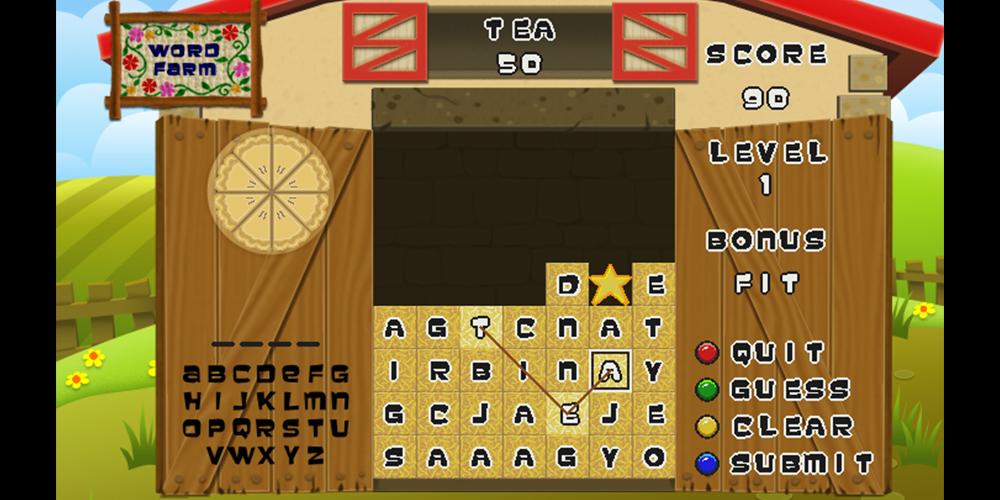 WORD
FARM
TEA
50
SCORE
90
LEVEL
1
BONUS
FIT
D E
A G T C N A T
I R B I N A Y
G C J A E J E
S A A A G Y O
_ _ _ _ _
ABCDEFG
HIJKLMN
OPQRSTU
VWXYZ
QUIT
GUESS
CLEAR
SUBMIT